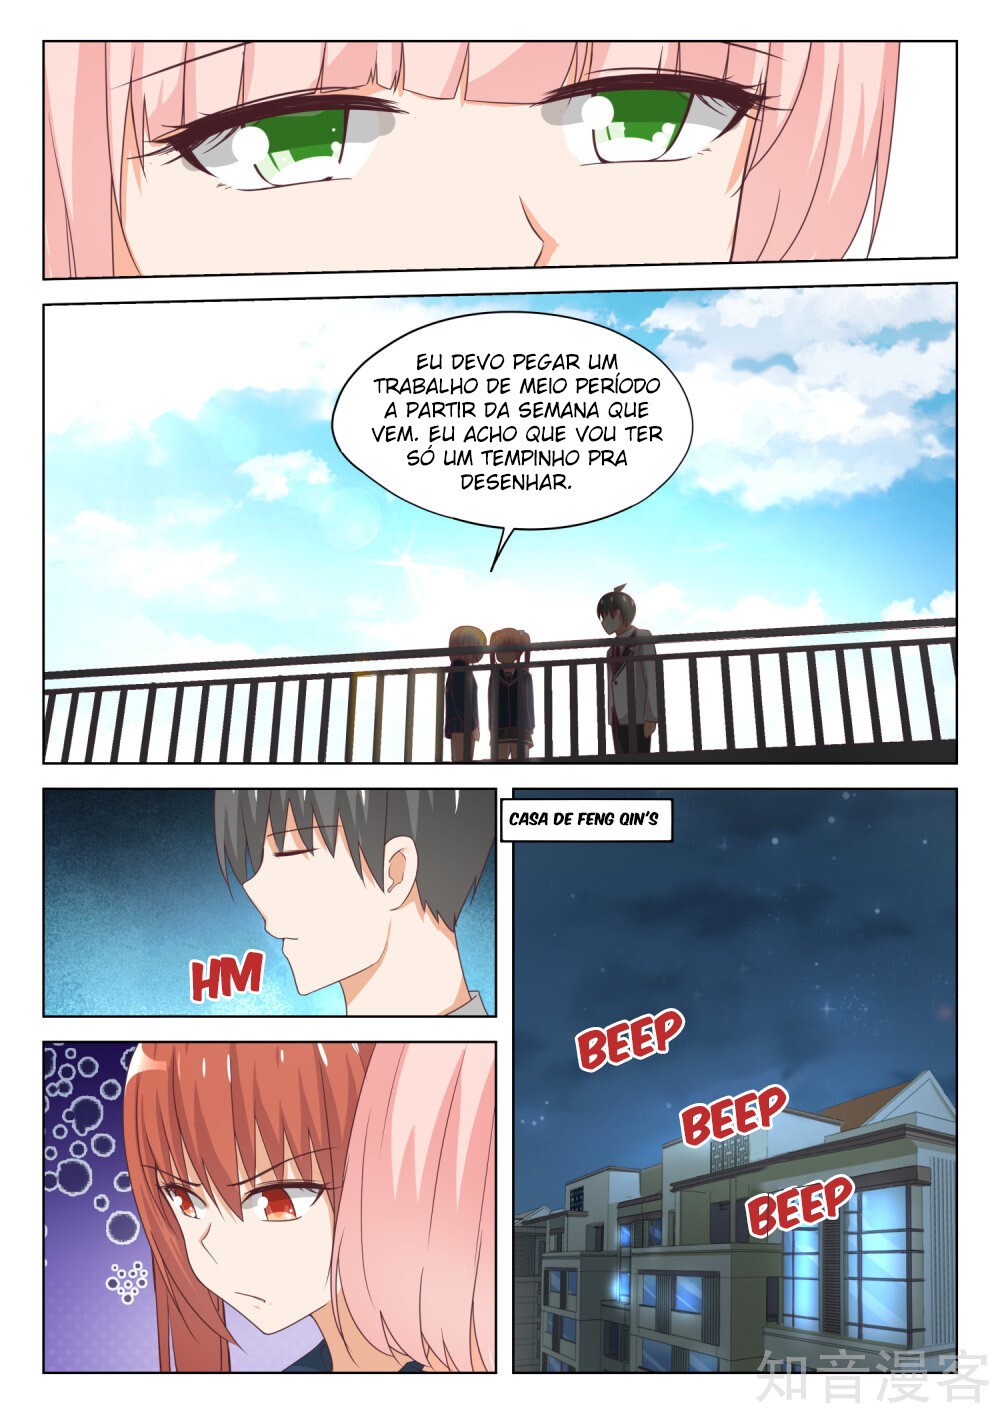 EU DEVO PEGAR UM
TRABALHO DE MEIO PERÍODO
A PARTIR DA SEMANA QUE
VEM. EU ACHO QUE VOU TER
SÓ UM TEMPINHO PRA
DESENHAR.
HM
CASA DE FENG QIN'S
BEEP
BEEP
BEEP
知音漫客